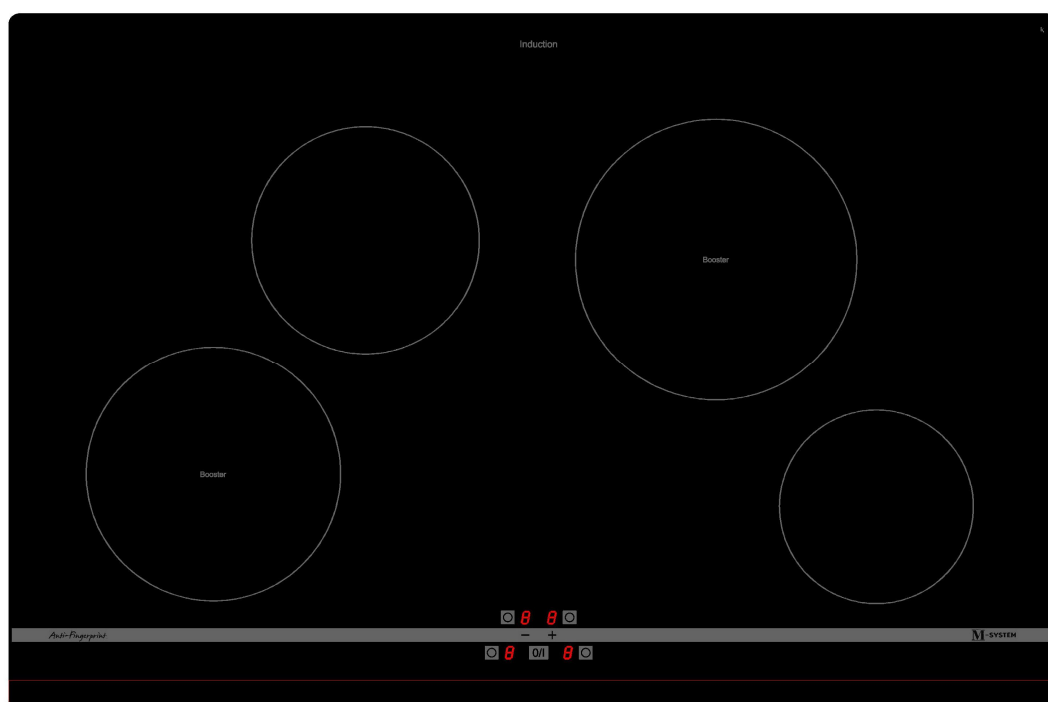 Induction
Booster
Booster
8 8
Anti-Fingerprint
− +
M-SYSTEM
8 0/I 8